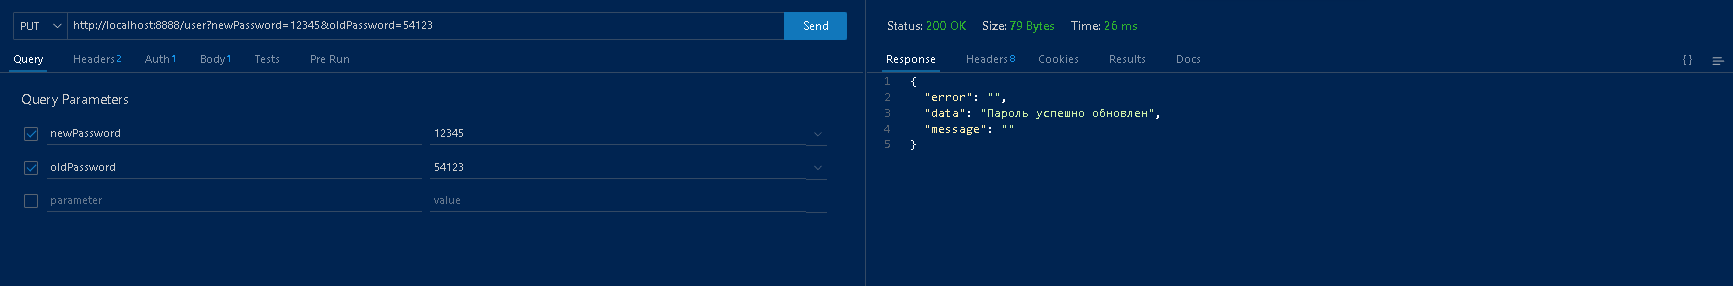 PUT http://localhost:8888/user?newPassword=12345&oldPassword=54123 Send
Query Headers2 Auth1 Body1 Tests Pre Run
Query Parameters
newPassword 12345
oldPassword 54123
parameter value
Status: 200 OK Size: 79 Bytes Time: 26 ms
Response Headers8 Cookies Results Docs {}
1 {
2 "error": "",
3 "data": "Пароль успешно обновлен",
4 "message": ""
5 }